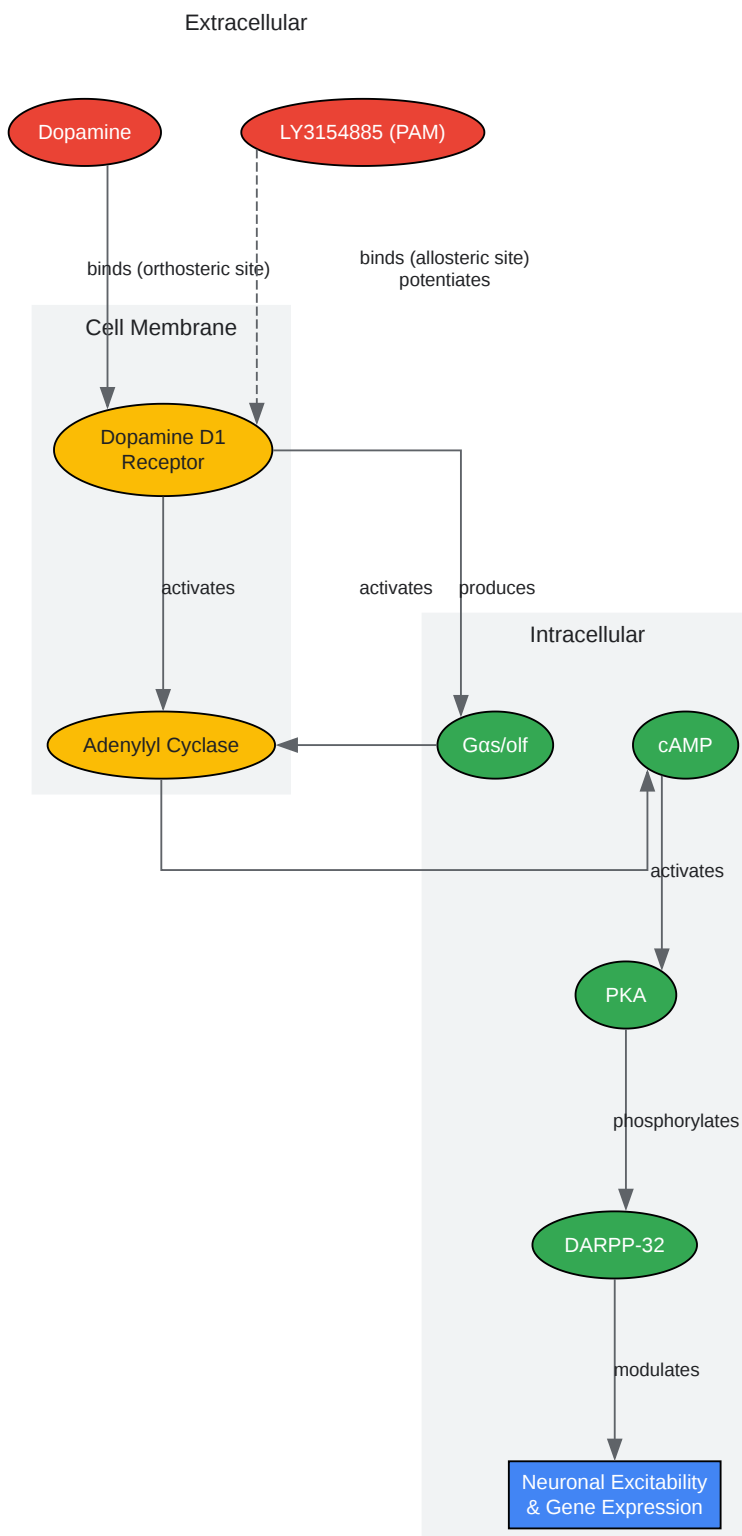 Extracellular
Dopamine
LY3154885 (PAM)
binds (orthosteric site)
binds (allosteric site)
potentiates
Cell Membrane
Dopamine D1
Receptor
activates
activates
produces
Intracellular
Adenylyl Cyclase
Gαs/olf
cAMP
activates
PKA
phosphorylates
DARPP-32
modulates
Neuronal Excitability
& Gene Expression